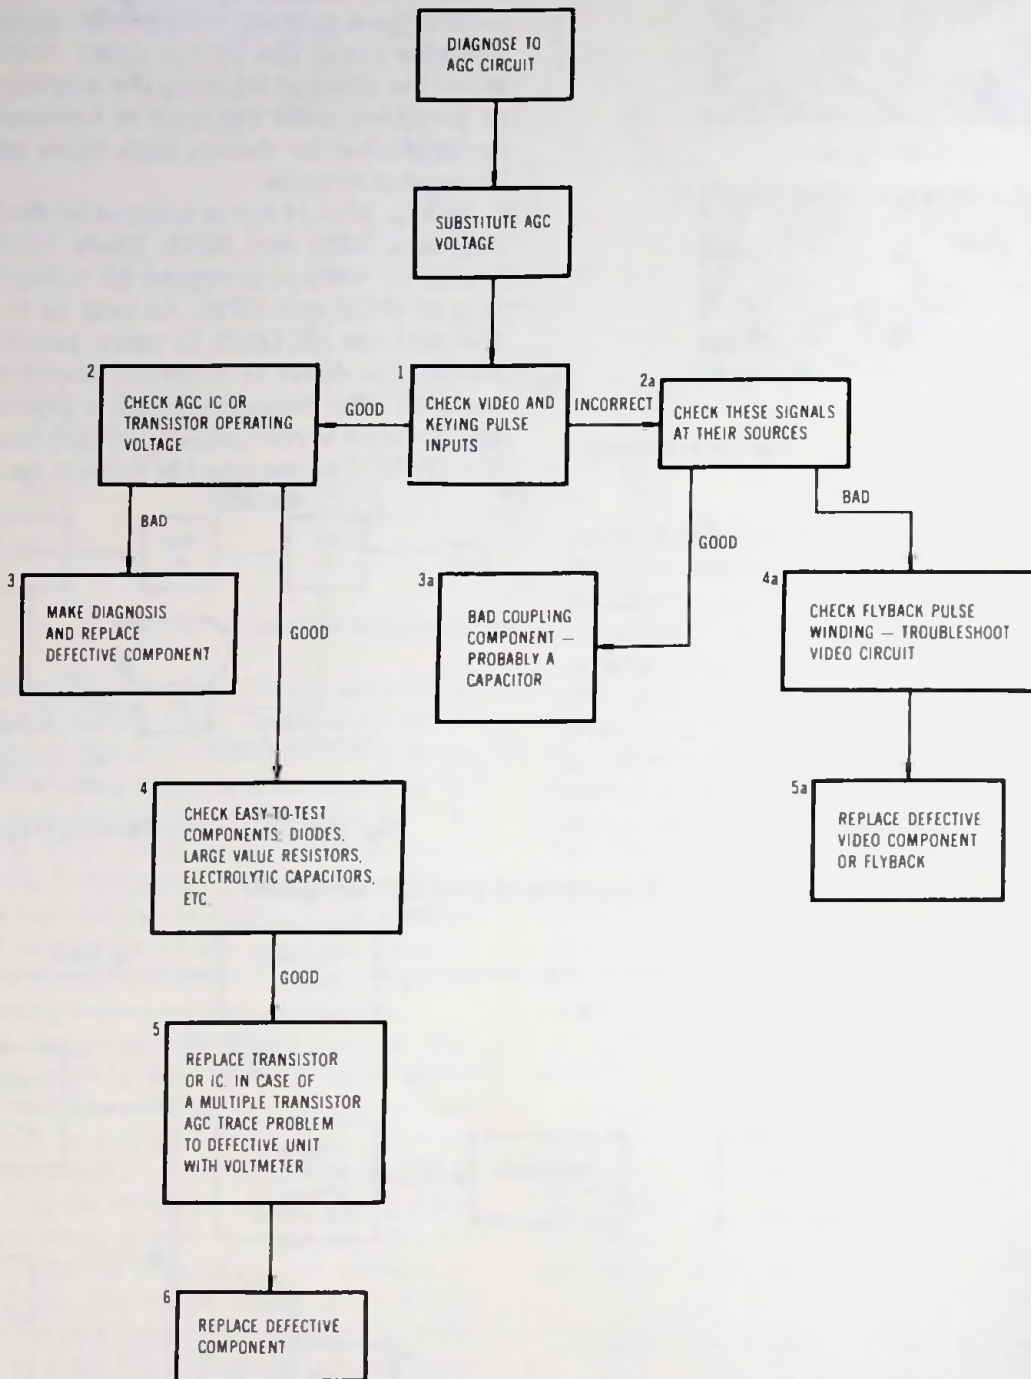 DIAGNOSE TO
AGC CIRCUIT
SUBSTITUTE AGC
VOLTAGE
1
CHECK VIDEO AND
KEYING PULSE
INPUTS
GOOD
INCORRECT
2
CHECK AGC IC OR
TRANSISTOR OPERATING
VOLTAGE
2a
CHECK THESE SIGNALS
AT THEIR SOURCES
BAD
GOOD
GOOD
BAD
3
MAKE DIAGNOSIS
AND REPLACE
DEFECTIVE COMPONENT
3a
BAD COUPLING
COMPONENT —
PROBABLY A
CAPACITOR
4a
CHECK FLYBACK PULSE
WINDING — TROUBLESHOOT
VIDEO CIRCUIT
4
CHECK EASY-TO-TEST
COMPONENTS; DIODES,
LARGE VALUE RESISTORS,
ELECTROLYTIC CAPACITORS,
ETC.
5a
REPLACE DEFECTIVE
VIDEO COMPONENT
OR FLYBACK
GOOD
5
REPLACE TRANSISTOR
OR IC. IN CASE OF
A MULTIPLE TRANSISTOR
AGC TRACE PROBLEM
TO DEFECTIVE UNIT
WITH VOLTMETER
6
REPLACE DEFECTIVE
COMPONENT